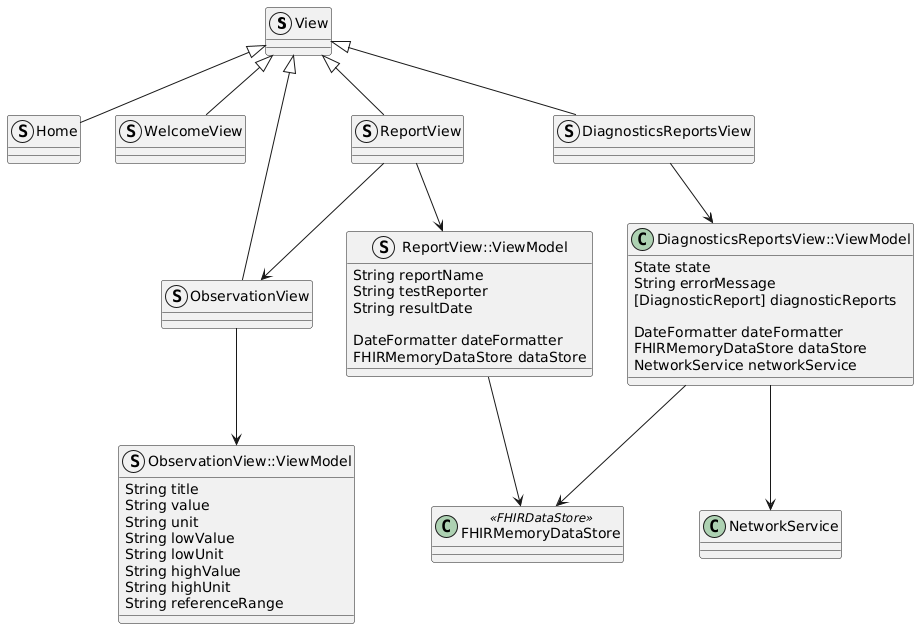 S View
S Home
S WelcomeView
S ReportView
S DiagnosticsReportsView
S ObservationView
S ReportView::ViewModel
String reportName
String testReporter
String resultDate
DateFormatter dateFormatter
FHIRMemoryDataStore dataStore
C DiagnosticsReportsView::ViewModel
State state
String errorMessage
[DiagnosticReport] diagnosticReports
DateFormatter dateFormatter
FHIRMemoryDataStore dataStore
NetworkService networkService
S ObservationView::ViewModel
String title
String value
String unit
String lowValue
String lowUnit
String highValue
String highUnit
String referenceRange
«FHIRDataStore»
C FHIRMemoryDataStore
C NetworkService